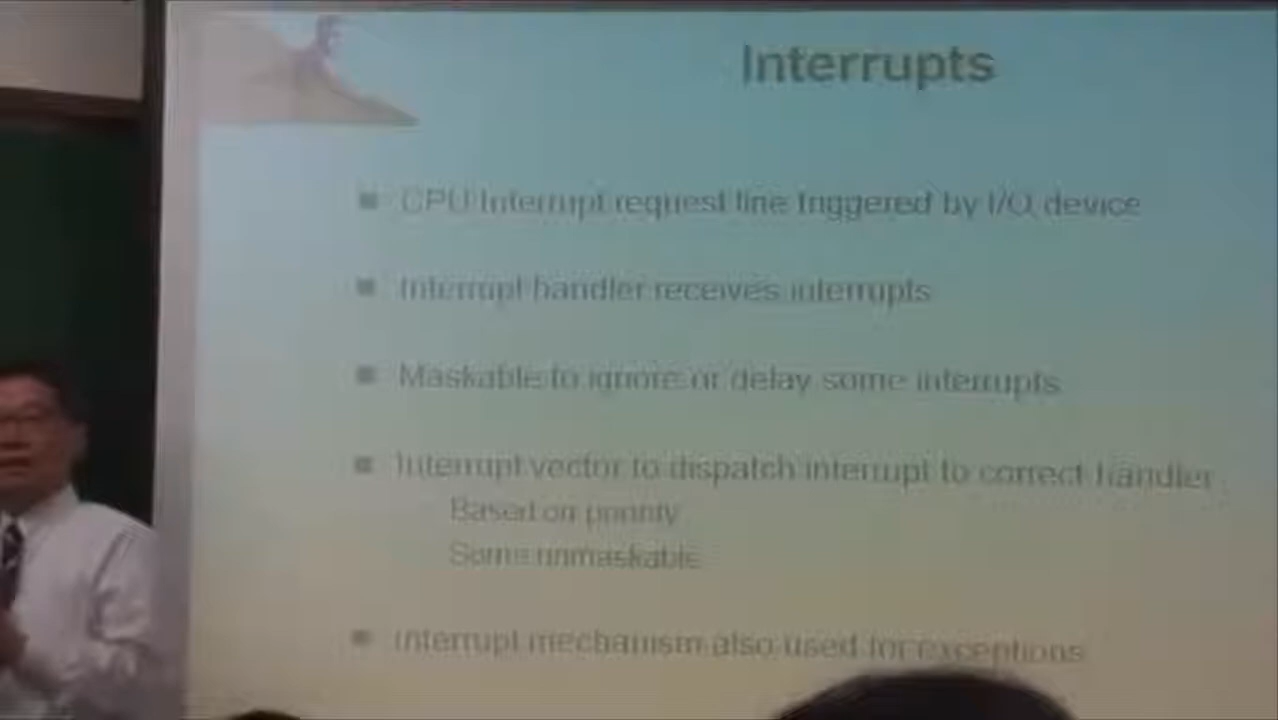 Interrupts
CPU Interrupt request line triggered by I/O device
Interrupt handler receives interrupts
Maskable to ignore or delay some interrupts
Interrupt vector to dispatch interrupt to correct handler
Based on priority
Some unmaskable
Interrupt mechanism also used for exceptions